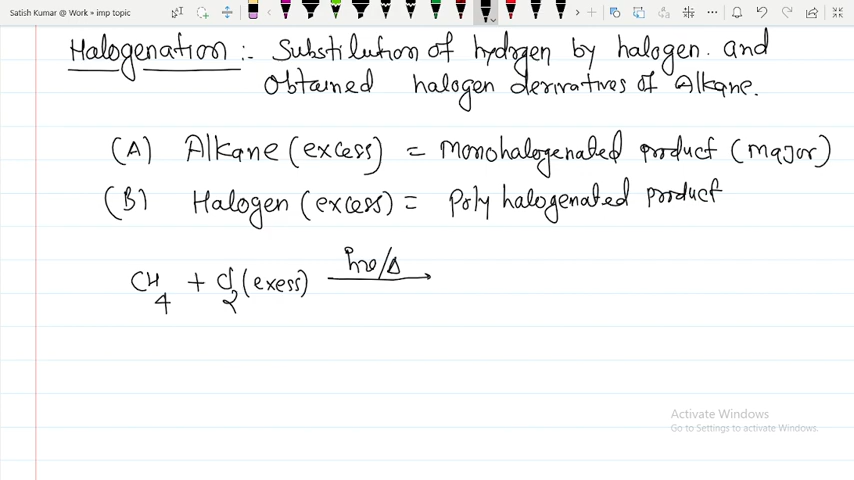 Satish Kumar @ Work » imp topic
Halogenation :- Substitution of hydrogen by halogen. and
Obtained halogen derivatives of Alkane.
(A) Alkane (excess) = Monohalogenated product (major)
(B) Halogen (excess) = Poly halogenated product
hν/Δ
CH4 + Cl2 (exess) ⟶
Activate Windows
Go to Settings to activate Windows.